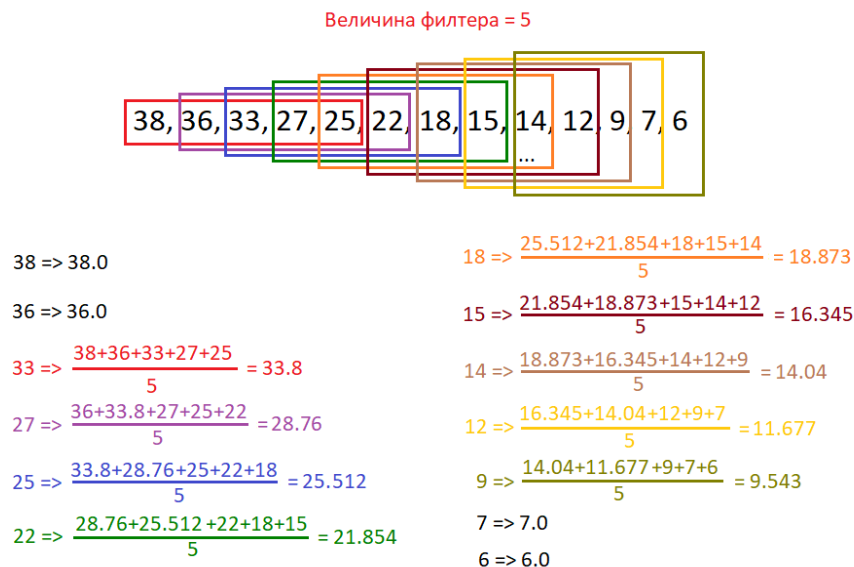 Величина филтера = 5
38, 36, 33, 27, 25, 22, 18, 15, 14, 12, 9, 7, 6
...
38 => 38.0
36 => 36.0
33 => 38+36+33+27+25
5
= 33.8
27 => 36+33.8+27+25+22
5
= 28.76
25 => 33.8+28.76+25+22+18
5
= 25.512
22 => 28.76+25.512+22+18+15
5
= 21.854
18 => 25.512+21.854+18+15+14
5
= 18.873
15 => 21.854+18.873+15+14+12
5
= 16.345
14 => 18.873+16.345+14+12+9
5
= 14.04
12 => 16.345+14.04+12+9+7
5
= 11.677
9 => 14.04+11.677+9+7+6
5
= 9.543
7 => 7.0
6 => 6.0